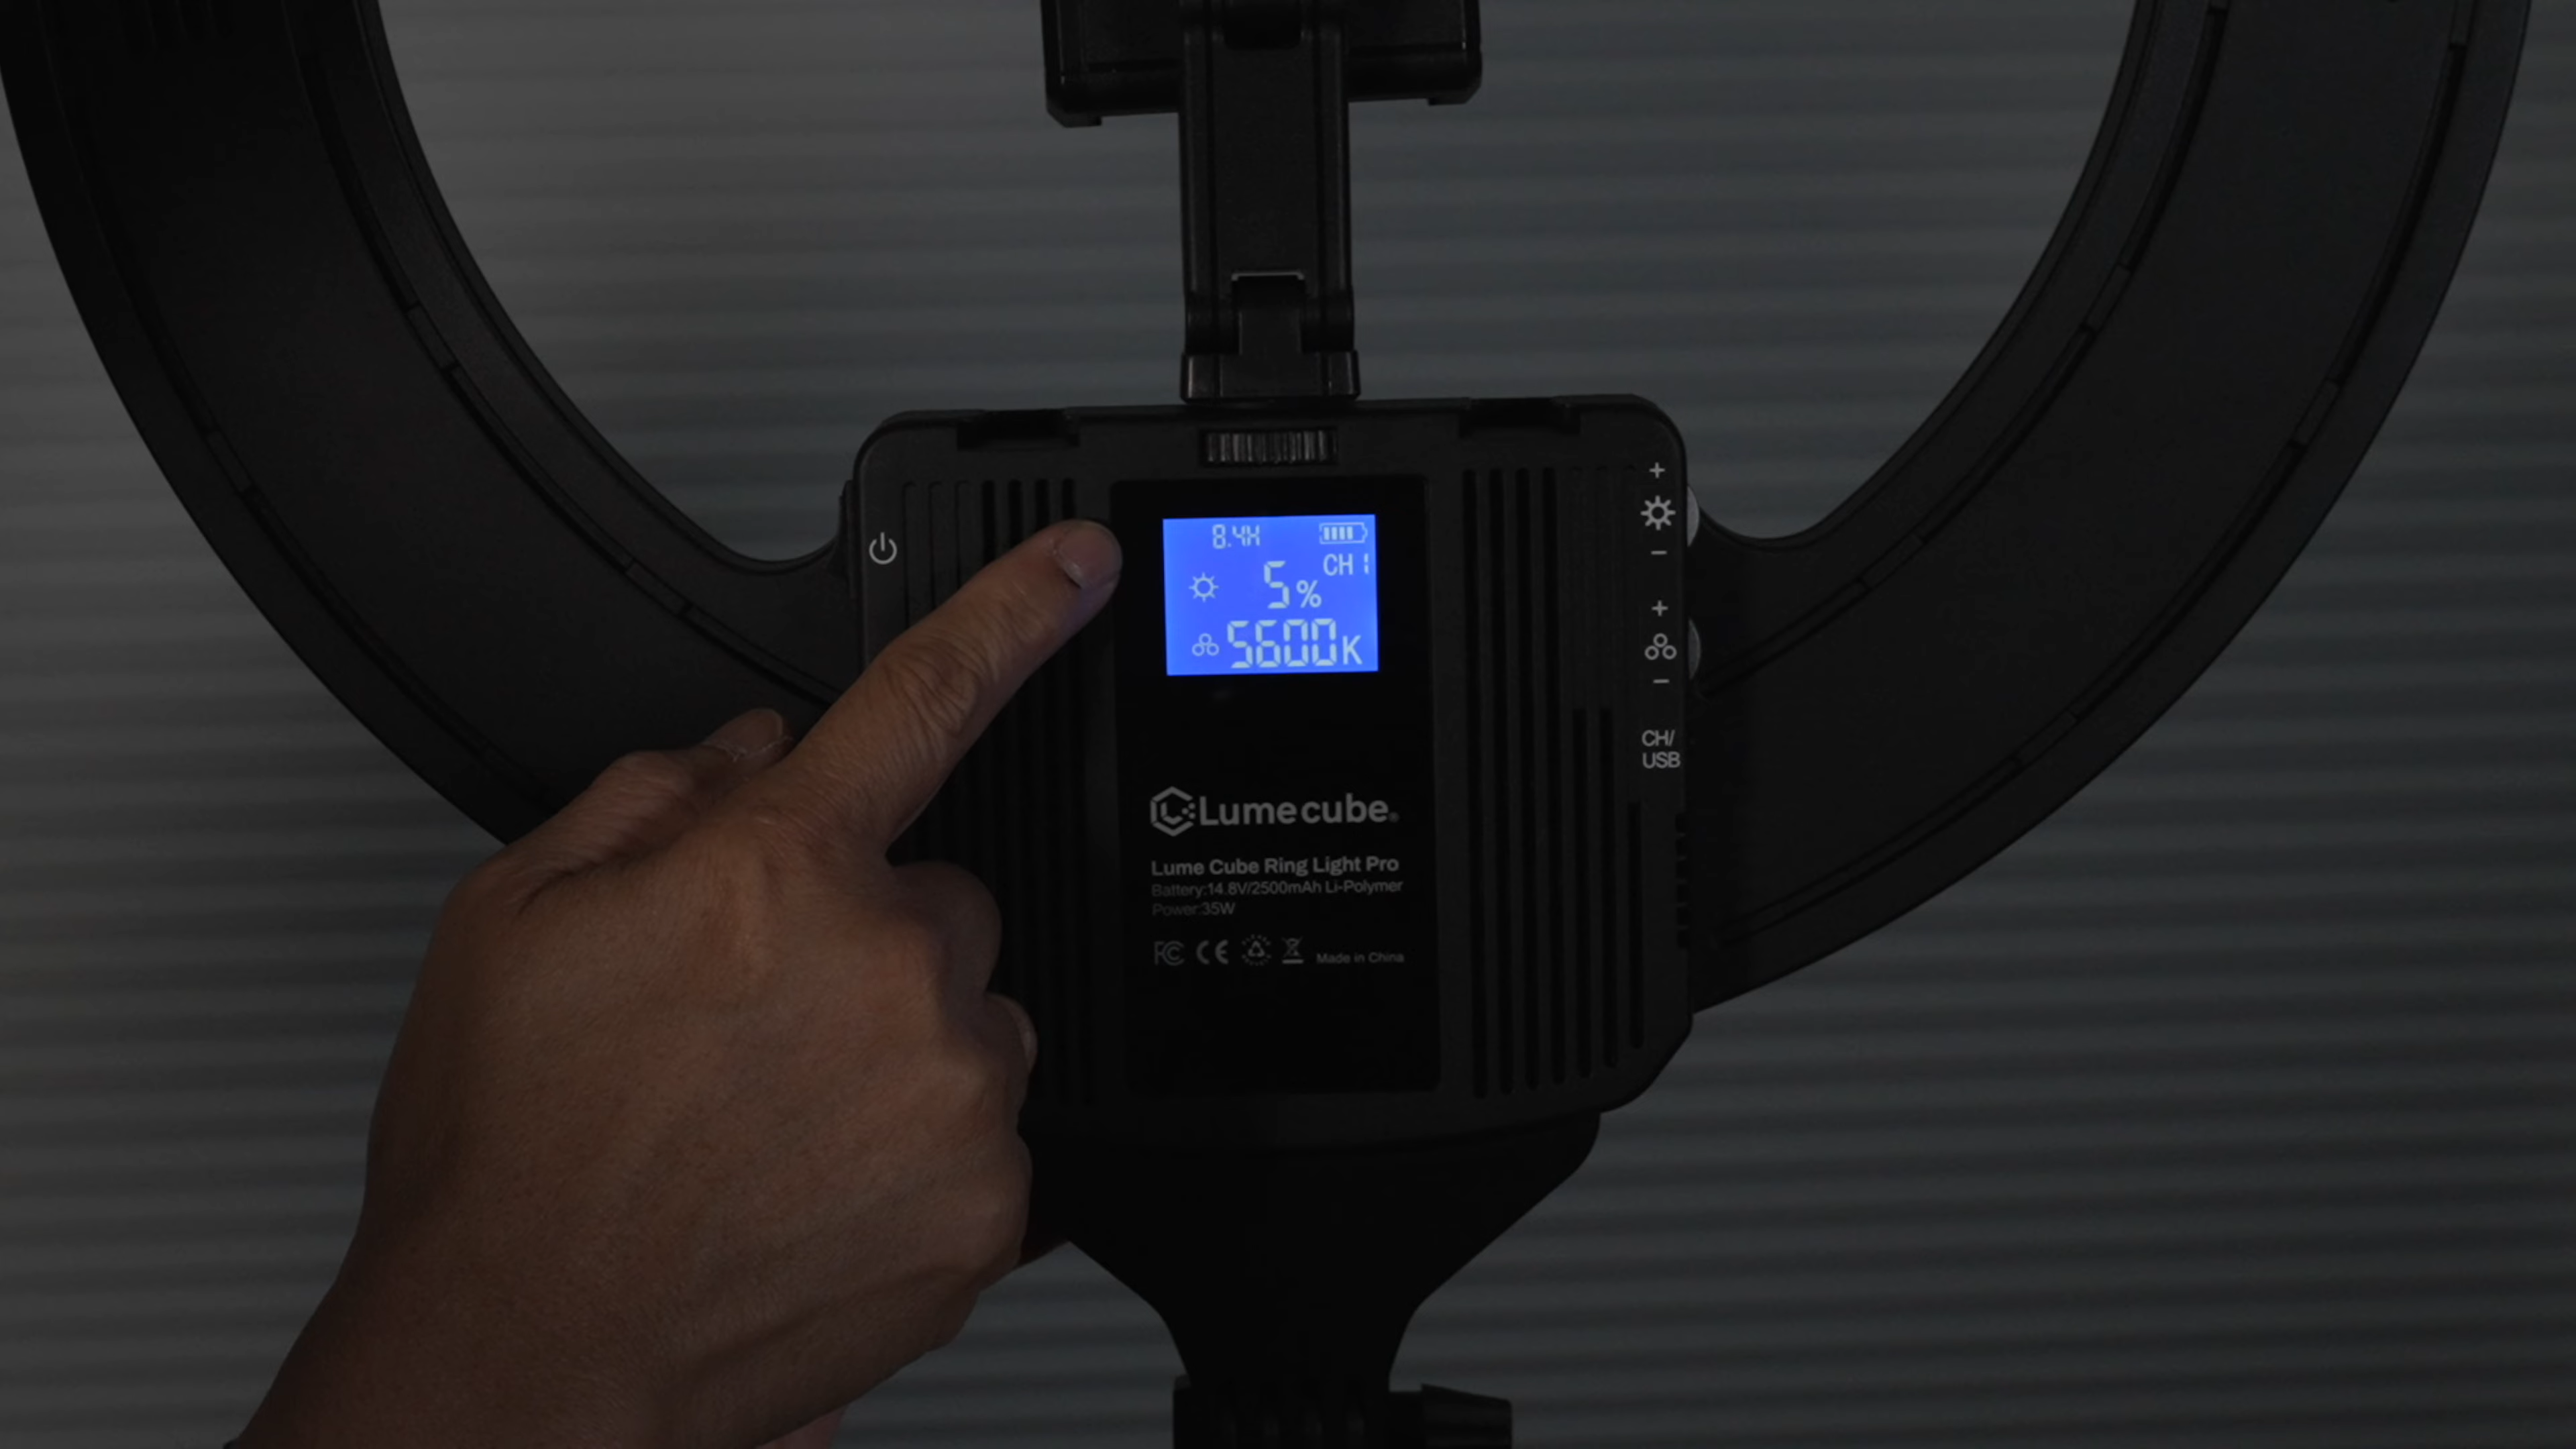 8.4H
CH 1
5%
5600K
+
-
+
-
CH/
USB
Lumecube®
Lume Cube Ring Light Pro
Battery:14.8V/2500mAh Li-Polymer
Power:35W
FC CE Made in China